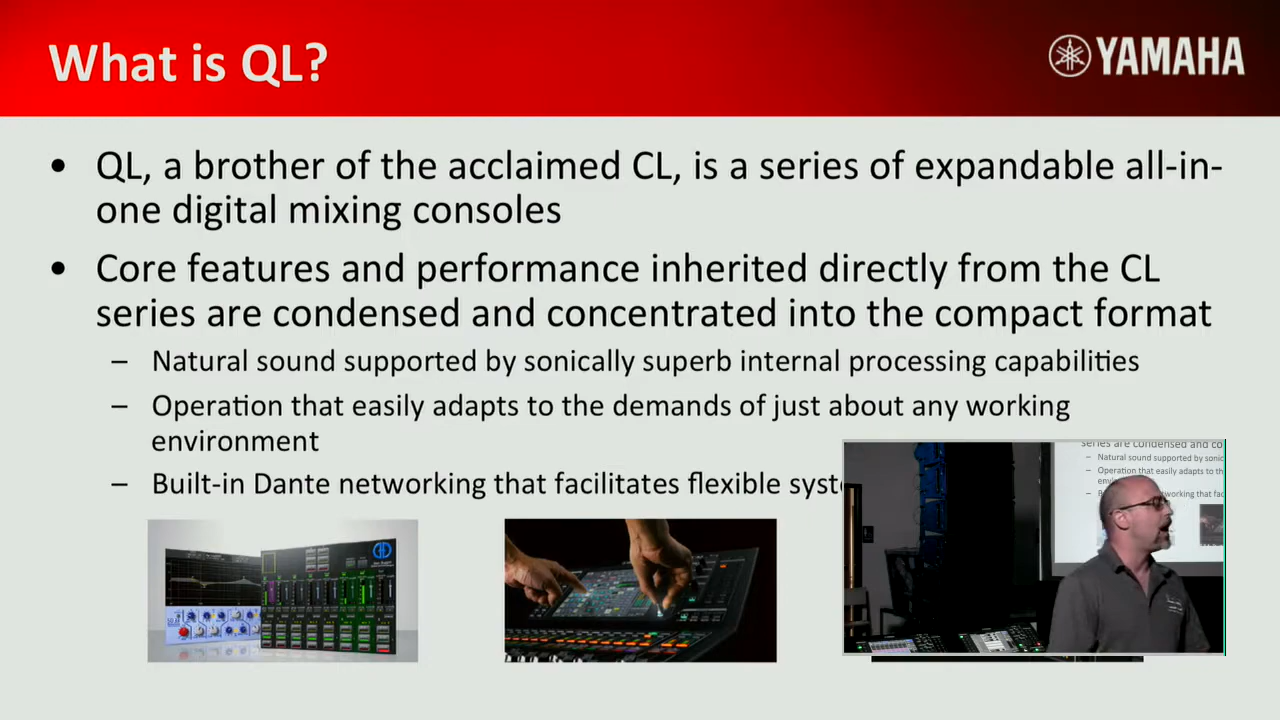 What is QL?
YAMAHA
• QL, a brother of the acclaimed CL, is a series of expandable all-in-
one digital mixing consoles
• Core features and performance inherited directly from the CL
series are condensed and concentrated into the compact format
– Natural sound supported by sonically superb internal processing capabilities
– Operation that easily adapts to the demands of just about any working
environment
– Built-in Dante networking that facilitates flexible syst
series are condensed and co
– Natural sound supported by sonic
– Operation that easily adapts to th
networking that fac